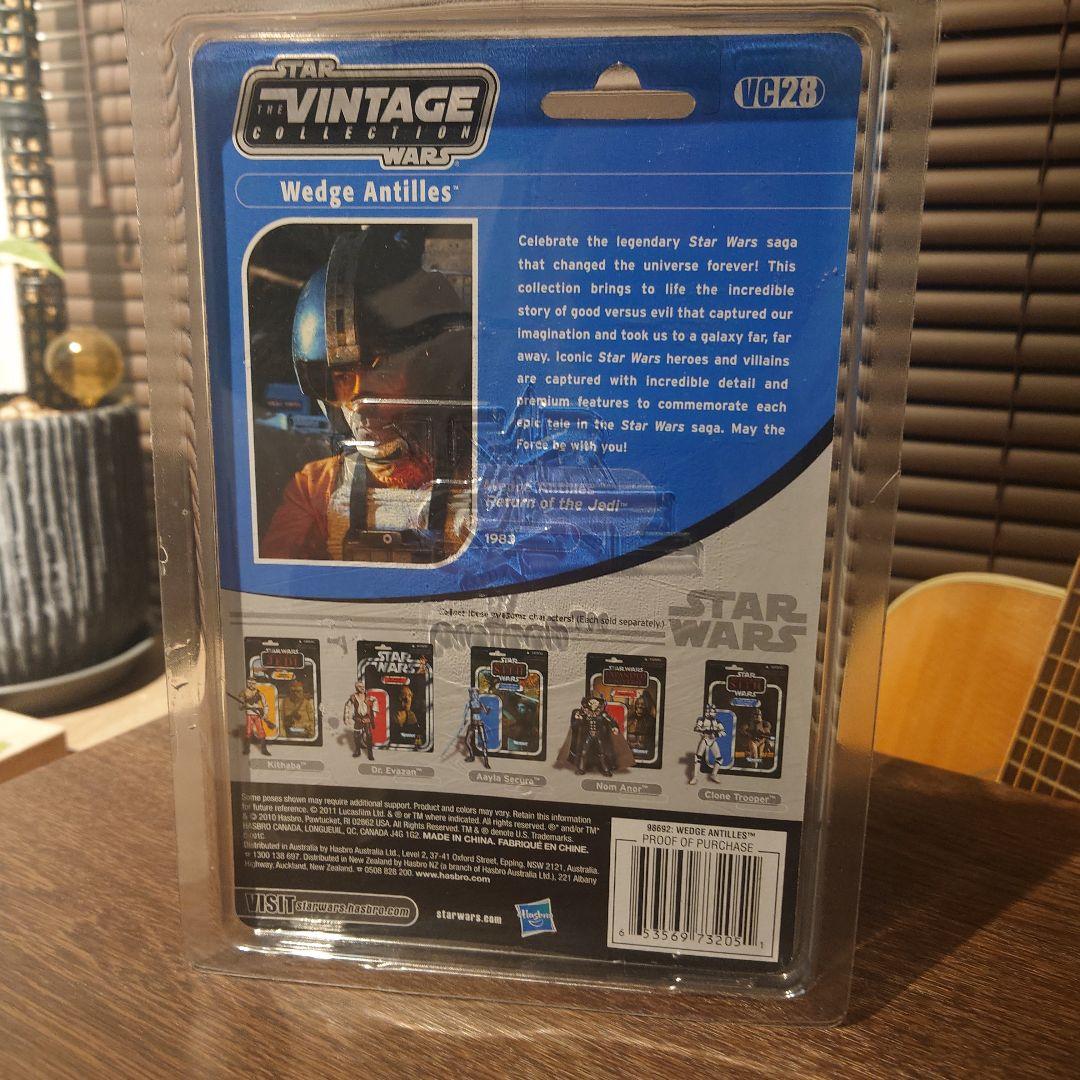 STAR
THE VINTAGE
COLLECTION
WARS
VC28
Wedge Antilles™
Celebrate the legendary Star Wars saga
that changed the universe forever! This
collection brings to life the incredible
story of good versus evil that captured our
imagination and took us to a galaxy far, far
away. Iconic Star Wars heroes and villains
are captured with incredible detail and
premium features to commemorate each
epic tale in the Star Wars saga. May the
Force be with you!
Wedge Antilles
Return of the Jedi™
1983
Collect these awesome characters! (Each sold separately.)
STAR
WARS
Kithaba™
Dr. Evazan™
Aayla Secura™
Nom Anor™
Clone Trooper™
Some poses shown may require additional support. Product and colors may vary. Retain this information
for future reference. © 2011 Lucasfilm Ltd. & ® or TM where indicated. All rights reserved. ®* and/or TM*
& © 2010 Hasbro, Pawtucket, RI 02862 USA. All Rights Reserved. TM & ® denote U.S. Trademarks.
HASBRO CANADA, LONGUEUIL, QC, CANADA J4G 1G2. MADE IN CHINA. FABRIQUÉ EN CHINE.
Distributed in Australia by Hasbro Australia Ltd., Level 2, 37-41 Oxford Street, Epping, NSW 2121, Australia.
☎ 1300 138 697. Distributed in New Zealand by Hasbro NZ (a branch of Hasbro Australia Ltd.), 221 Albany
Highway, Auckland, New Zealand. ☎ 0508 828 200. www.hasbro.com
VISIT starwars.hasbro.com
starwars.com
Hasbro
98692: WEDGE ANTILLES™
PROOF OF PURCHASE
6 53569 73205 1